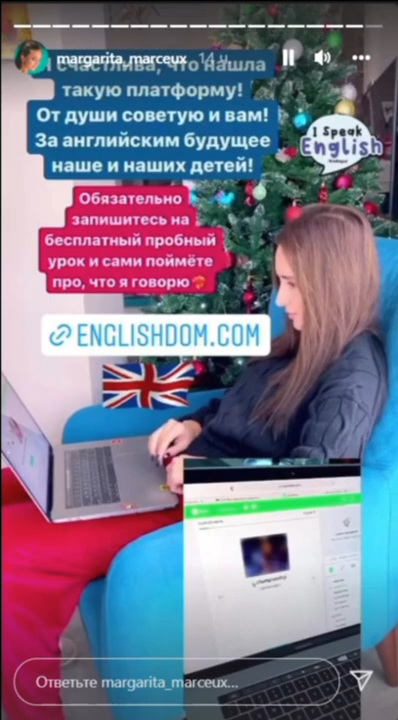 margarita_marceux 14 ч
счастлива, что нашла
такую платформу!
От души советую и вам!
За английским будущее
наше и наших детей!
I Speak
English
Обязательно
запишитесь на
бесплатный пробный
урок и сами поймёте
про, что я говорю
ENGLISHDOM.COM
Ответьте margarita_marceux...